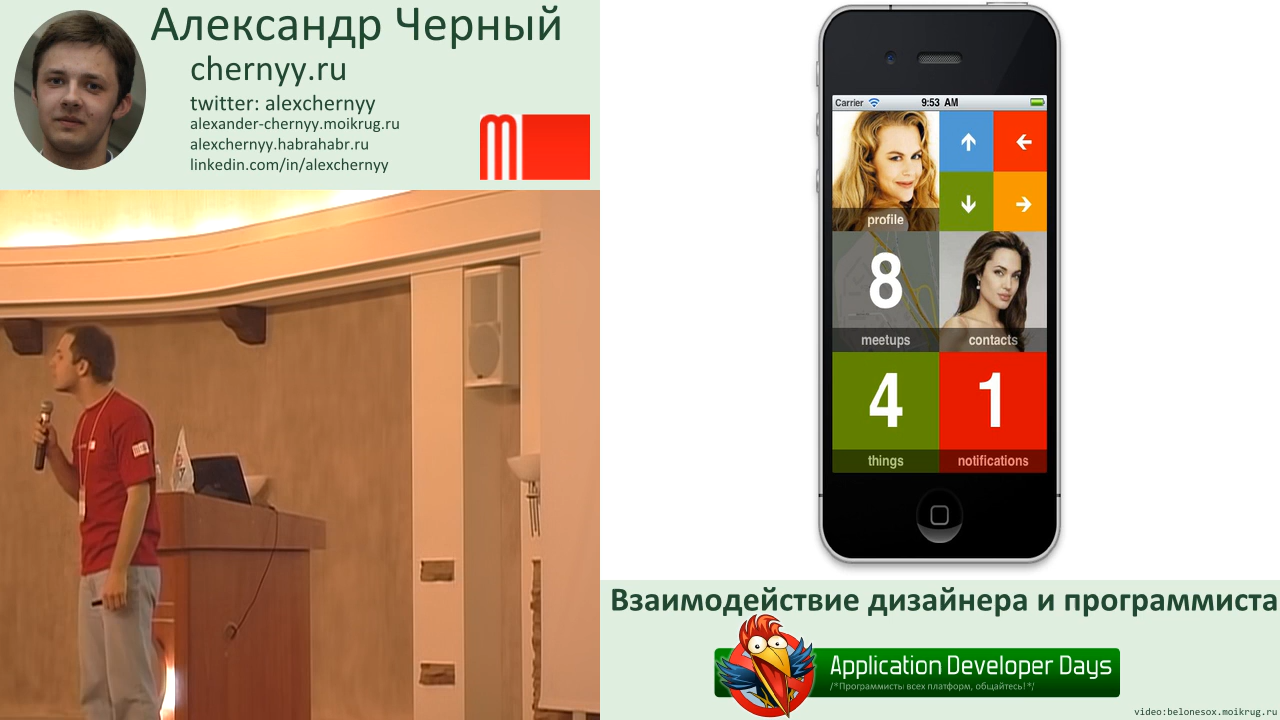 Александр Черный
chernyy.ru
twitter: alexchernyy
alexander-chernyy.moikrug.ru
alexchernyy.habrahabr.ru
linkedin.com/in/alexchernyy
Carrier
9:53 AM
profile
8
meetups
contacts
4
things
1
notifications
Взаимодействие дизайнера и программиста
Application Developer Days
/*Программисты всех платформ, общайтесь!*/
video:belonesox.moikrug.ru